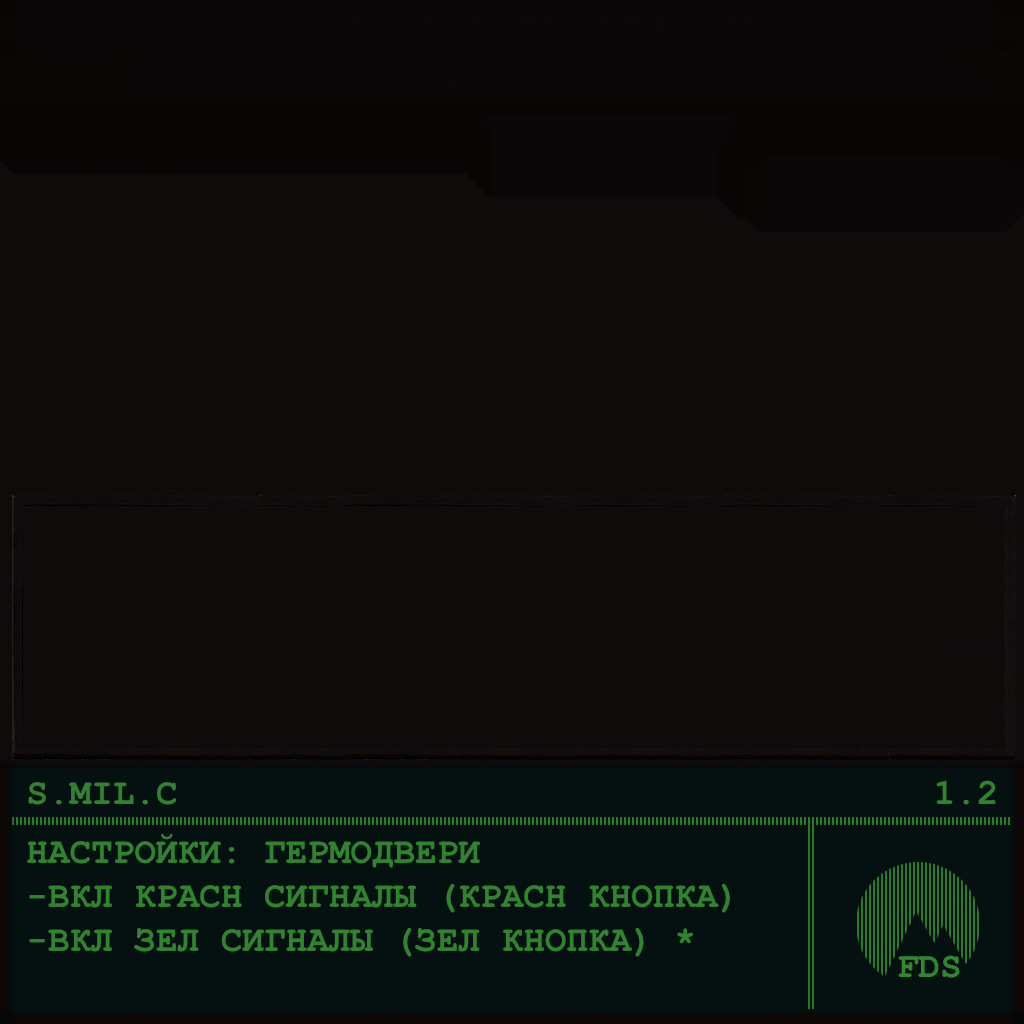 S.MIL.C 1.2
НАСТРОЙКИ: ГЕРМОДВЕРИ
-ВКЛ КРАСН СИГНАЛЫ (КРАСН КНОПКА)
-ВКЛ ЗЕЛ СИГНАЛЫ (ЗЕЛ КНОПКА) *
FDS